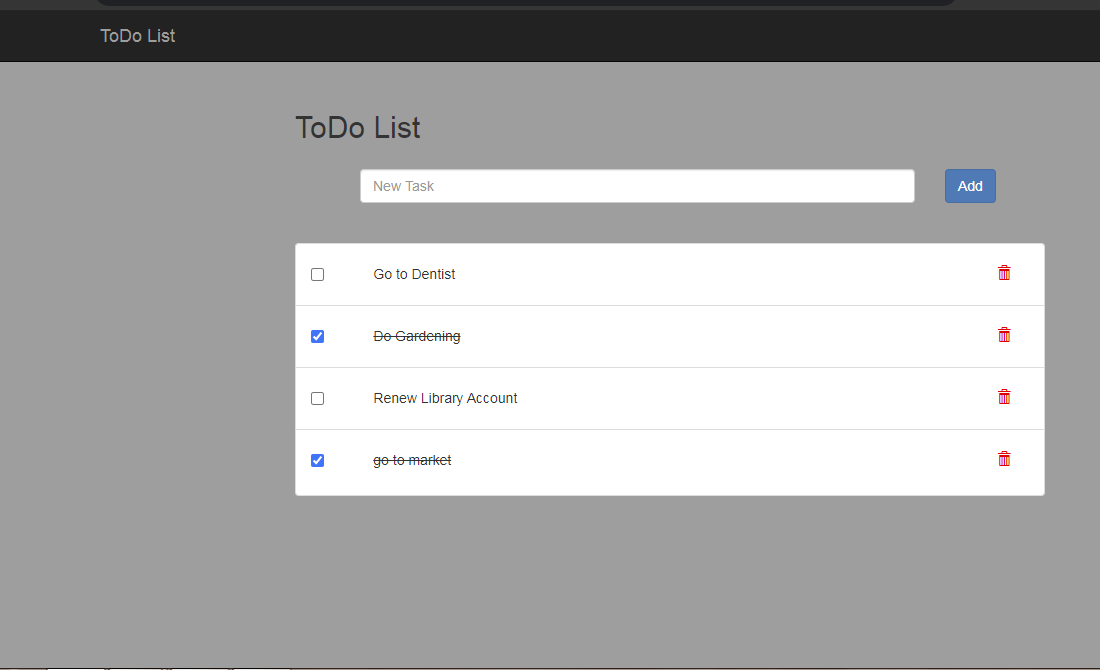 ToDo List
ToDo List
New Task
Add
Go to Dentist
Do Gardening
Renew Library Account
go to market